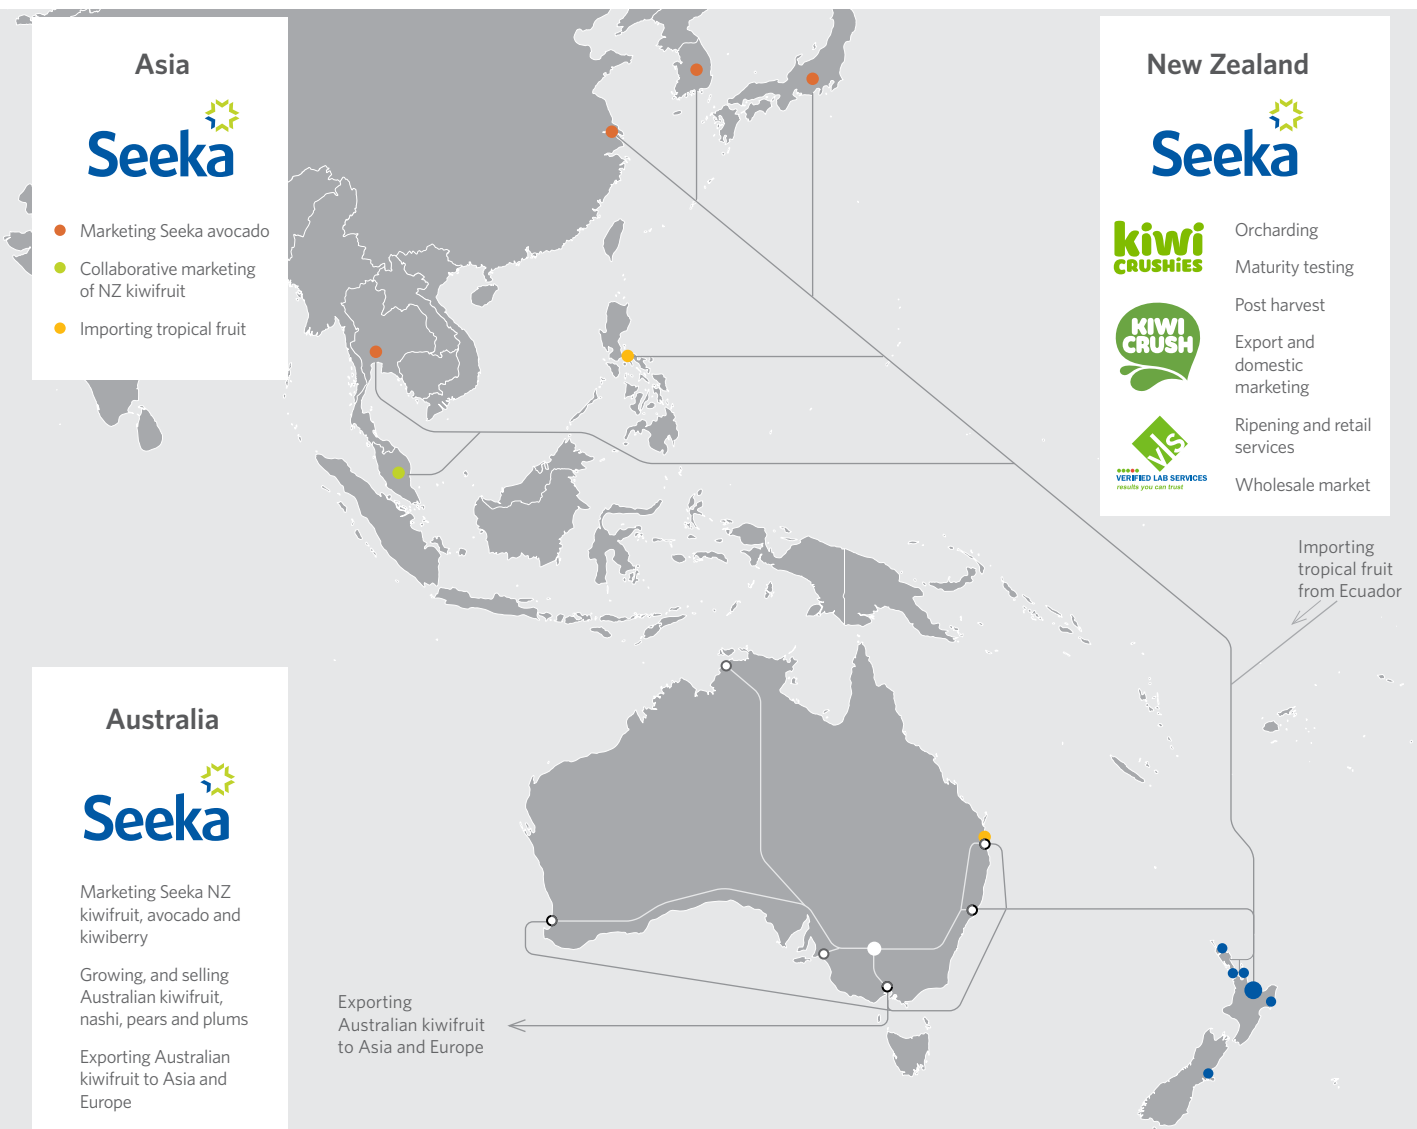 Asia
Seeka
Marketing Seeka avocado
Collaborative marketing
of NZ kiwifruit
Importing tropical fruit
New Zealand
Seeka
kiwi
CRUSHiES
KIWI
CRUSH
vls
VERIFIED LAB SERVICES
results you can trust
Orcharding
Maturity testing
Post harvest
Export and
domestic
marketing
Ripening and retail
services
Wholesale market
Importing
tropical fruit
from Ecuador
Australia
Seeka
Marketing Seeka NZ
kiwifruit, avocado and
kiwiberry
Growing, and selling
Australian kiwifruit,
nashi, pears and plums
Exporting Australian
kiwifruit to Asia and
Europe
Exporting
Australian kiwifruit
to Asia and Europe